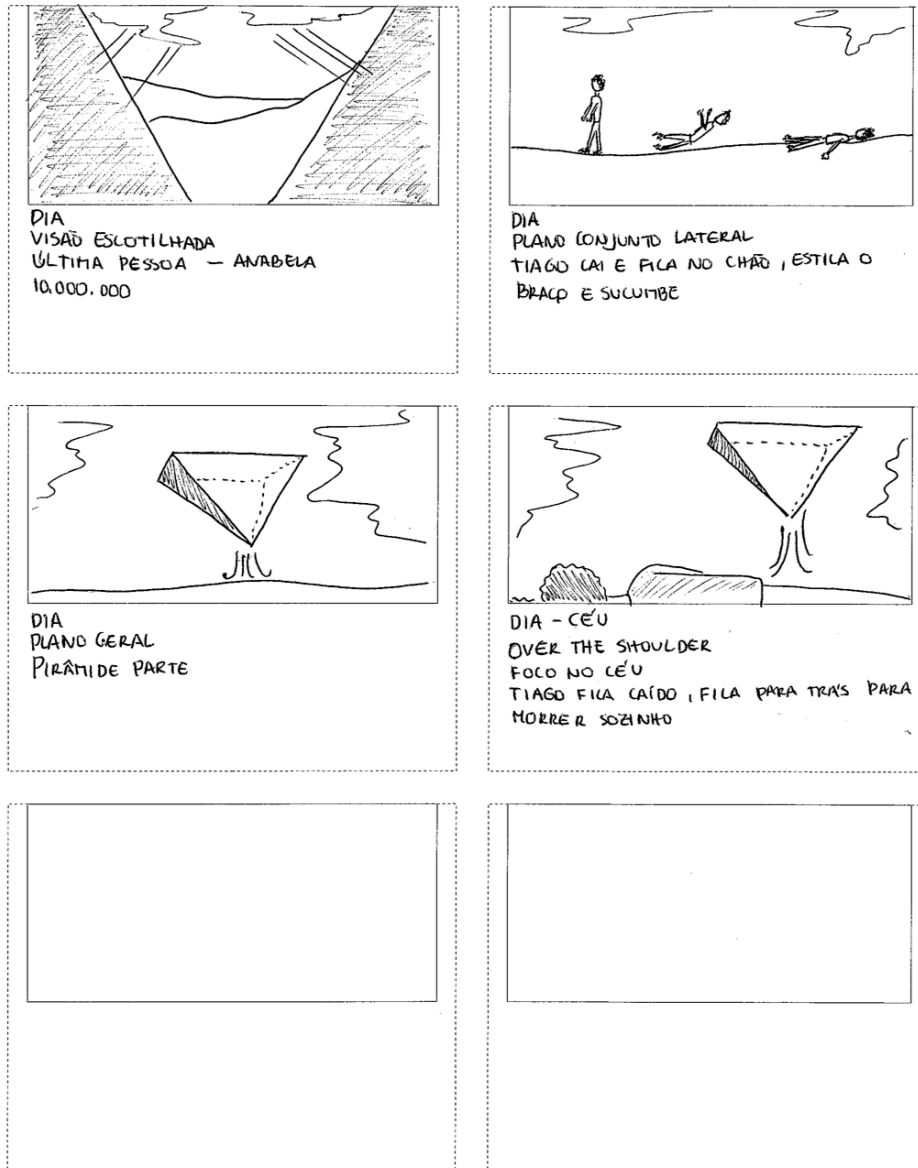 DIA
VISÃO ESCOTILHADA
ÚLTIMA PESSOA – ANABELA
10.000.000
DIA
PLANO CONJUNTO LATERAL
TIAGO CAI E FICA NO CHÃO, ESTICA O
BRAÇO E SUCUMBE
DIA
PLANO GERAL
PIRÂMIDE PARTE
DIA – CÉU
OVER THE SHOULDER
FOCO NO CÉU
TIAGO FICA CAÍDO, FICA PARA TRÁS PARA
MORRER SOZINHO